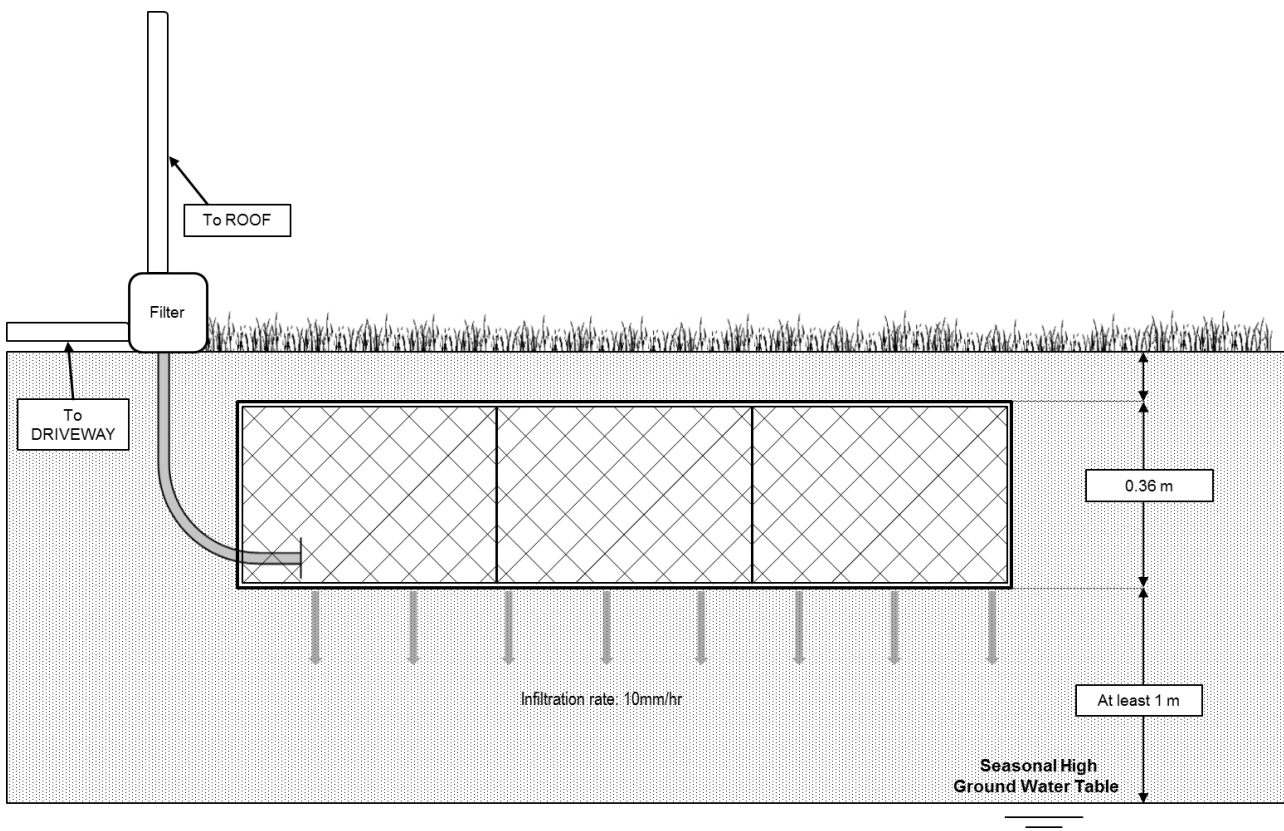 To ROOF
Filter
To
DRIVEWAY
0.36 m
Infiltration rate: 10mm/hr
At least 1 m
Seasonal High
Ground Water Table